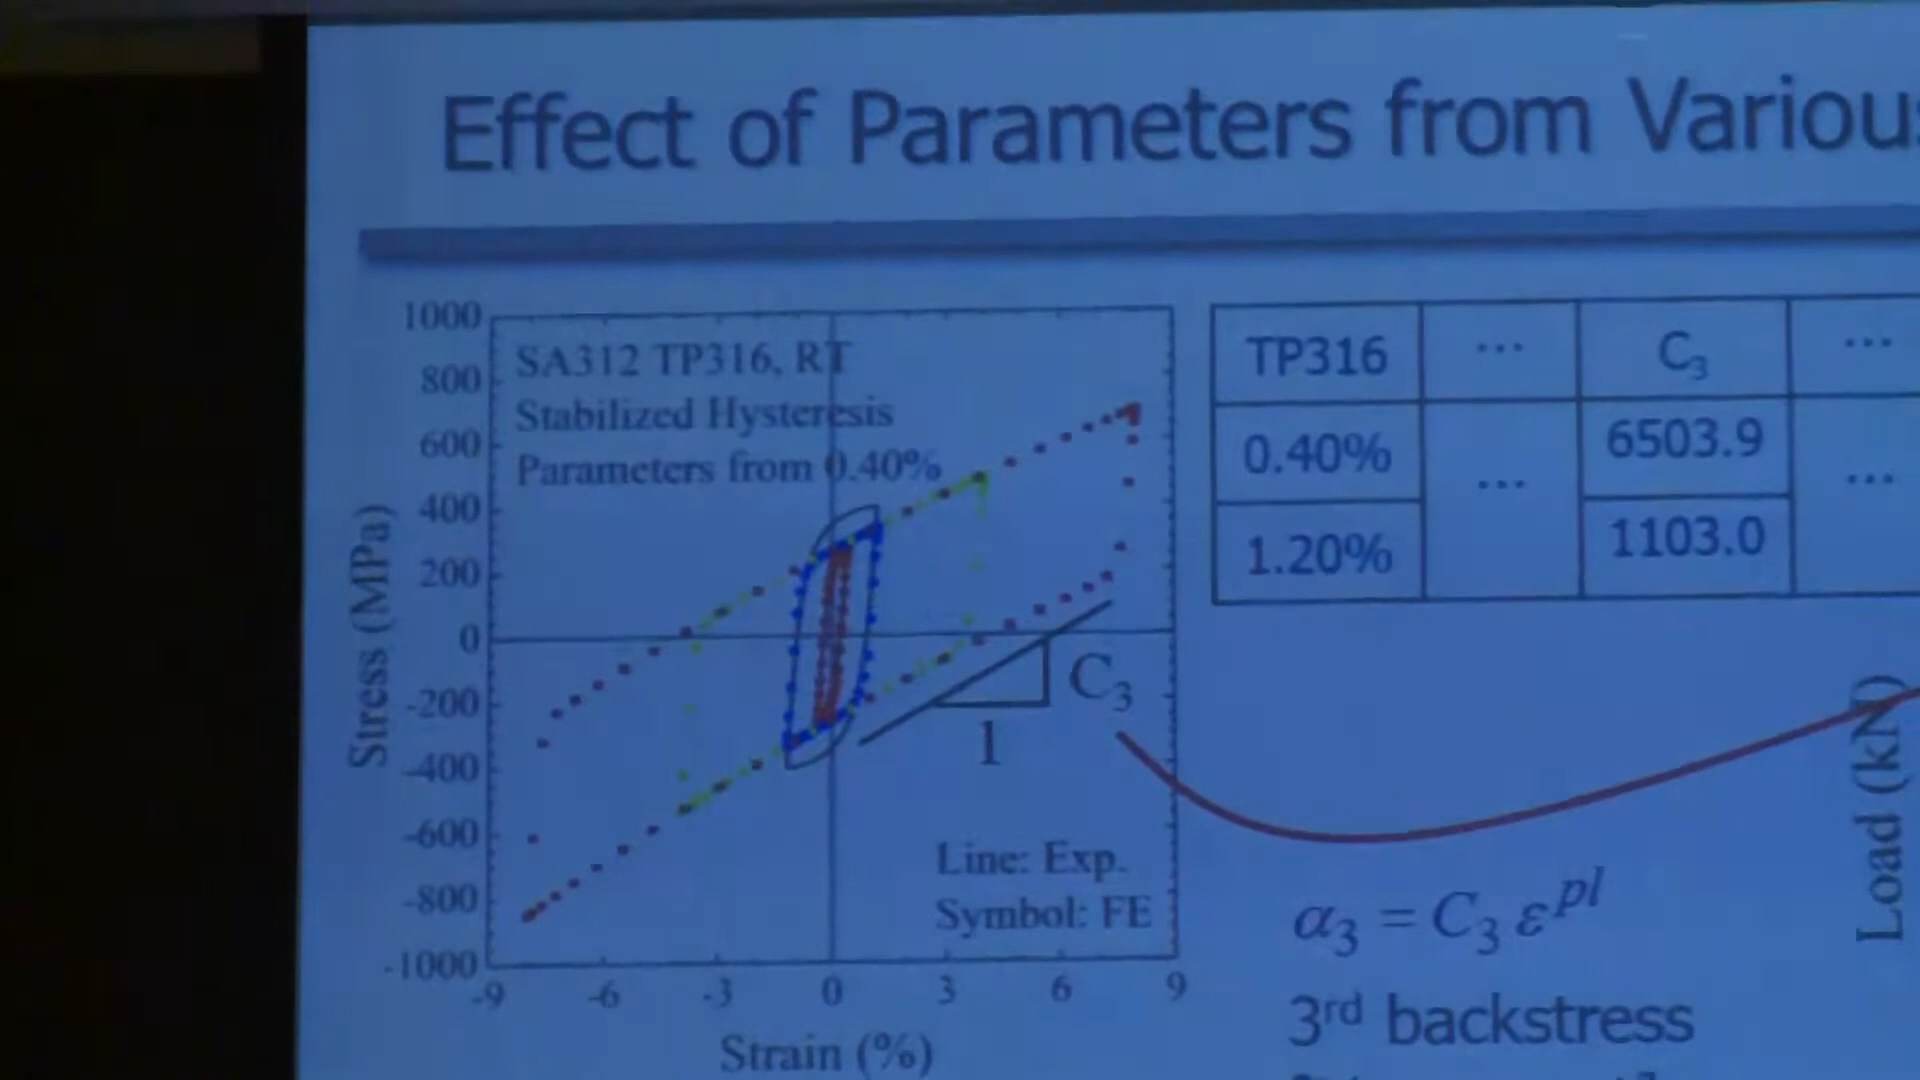 Effect of Parameters from Various
1000
800
600
400
200
0
-200
-400
-600
-800
-1000
-9
-6
-3
0
3
6
9
Stress (MPa)
Strain (%)
SA312 TP316, RT
Stabilized Hysteresis
Parameters from 0.40%
C₃
1
Line: Exp.
Symbol: FE
TP316 ... C₃ ...
0.40% ... 6503.9 ...
1.20% 1103.0
Load (kN)
α₃ = C₃ ε^pl
3rd backstress